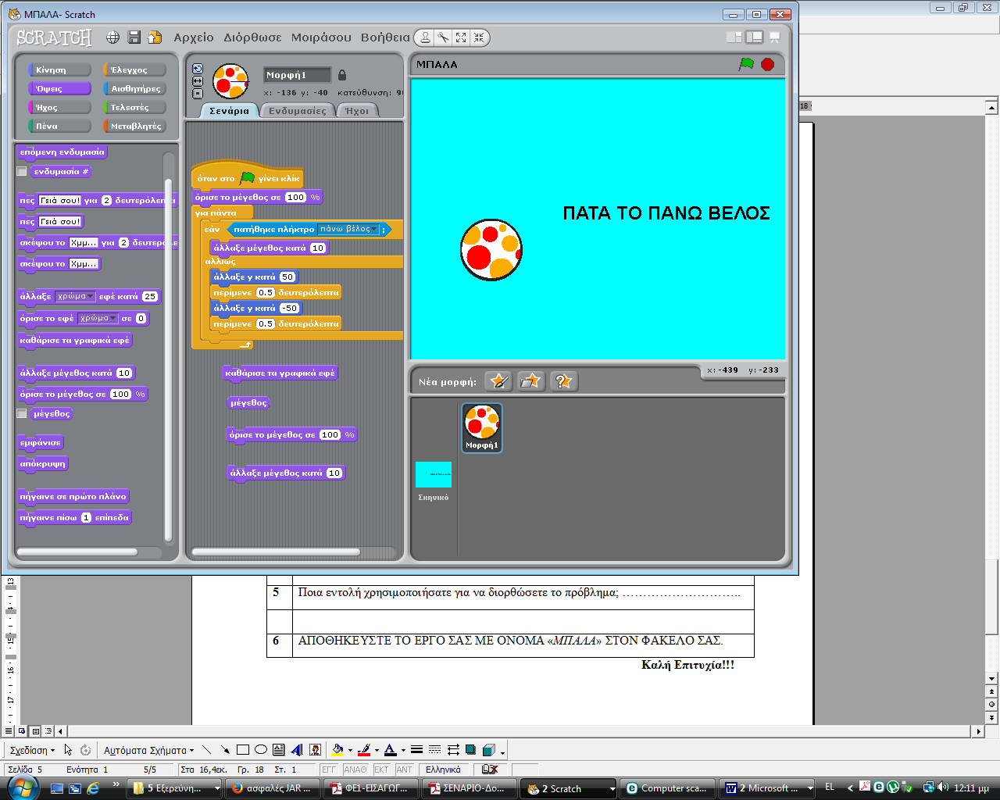 ΜΠΑΛΑ- Scratch
SCRATCH Αρχείο Διόρθωσε Μοιράσου Βοήθεια
Κίνηση Έλεγχος
Όψεις Αισθητήρες
Ήχος Τελεστές
Πένα Μεταβλητές
επόμενη ενδυμασία
ενδυμασία #
πες Γειά σου! για 2 δευτερόλεπτα
πες Γειά σου!
σκέψου το Χμμ... για 2 δευτερ
σκέψου το Χμμ...
άλλαξε χρώμα εφέ κατά 25
όρισε το εφέ χρώμα σε 0
καθάρισε τα γραφικά εφέ
άλλαξε μέγεθος κατά 10
όρισε το μέγεθος σε 100 %
μέγεθος
εμφάνισε
απόκρυψη
πήγαινε σε πρώτο πλάνο
πήγαινε πίσω 1 επίπεδα
Μορφή1
x: -136 y: -40 κατεύθυνση: 90
Σενάρια Ενδυμασίες Ήχοι
όταν στο γίνει κλίκ
όρισε το μέγεθος σε 100 %
για πάντα
εάν πατήθηκε πλήκτρο πάνω βέλος ;
άλλαξε μέγεθος κατά 10
αλλιώς
άλλαξε y κατά 50
περίμενε 0.5 δευτερόλεπτα
άλλαξε y κατά -50
περίμενε 0.5 δευτερόλεπτα
καθάρισε τα γραφικά εφέ
μέγεθος
όρισε το μέγεθος σε 100 %
άλλαξε μέγεθος κατά 10
ΜΠΑΛΑ
ΠΑΤΑ ΤΟ ΠΑΝΩ ΒΕΛΟΣ
x: -439 y: -233
Νέα μορφή:
Μορφή1
Σκηνικό
18
13
15
16
17
5 Ποια εντολή χρησιμοποιήσατε για να διορθώσετε το πρόβλημα; ………………………..
6 ΑΠΟΘΗΚΕΥΣΤΕ ΤΟ ΕΡΓΟ ΣΑΣ ΜΕ ΟΝΟΜΑ «ΜΠΑΛΑ» ΣΤΟΝ ΦΑΚΕΛΟ ΣΑΣ.
Καλή Επιτυχία!!!
Σχεδίαση Αυτόματα Σχήματα
Σελίδα 5 Ενότητα 1 5/5 Στα 16,4εκ. Γρ. 18 Στ. 1 ΕΓΓ ΑΝΑΘ ΕΚΤ ΑΝΤ Ελληνικά
5 Εξερεύνη... ασφαλές JAR ... ΦΕ1-ΕΙΣΑΓΩΓ... ΣΕΝΑΡΙΟ-Δο... 2 Scratch Computer sca... 2 Microsoft ... EL 12:11 μμ